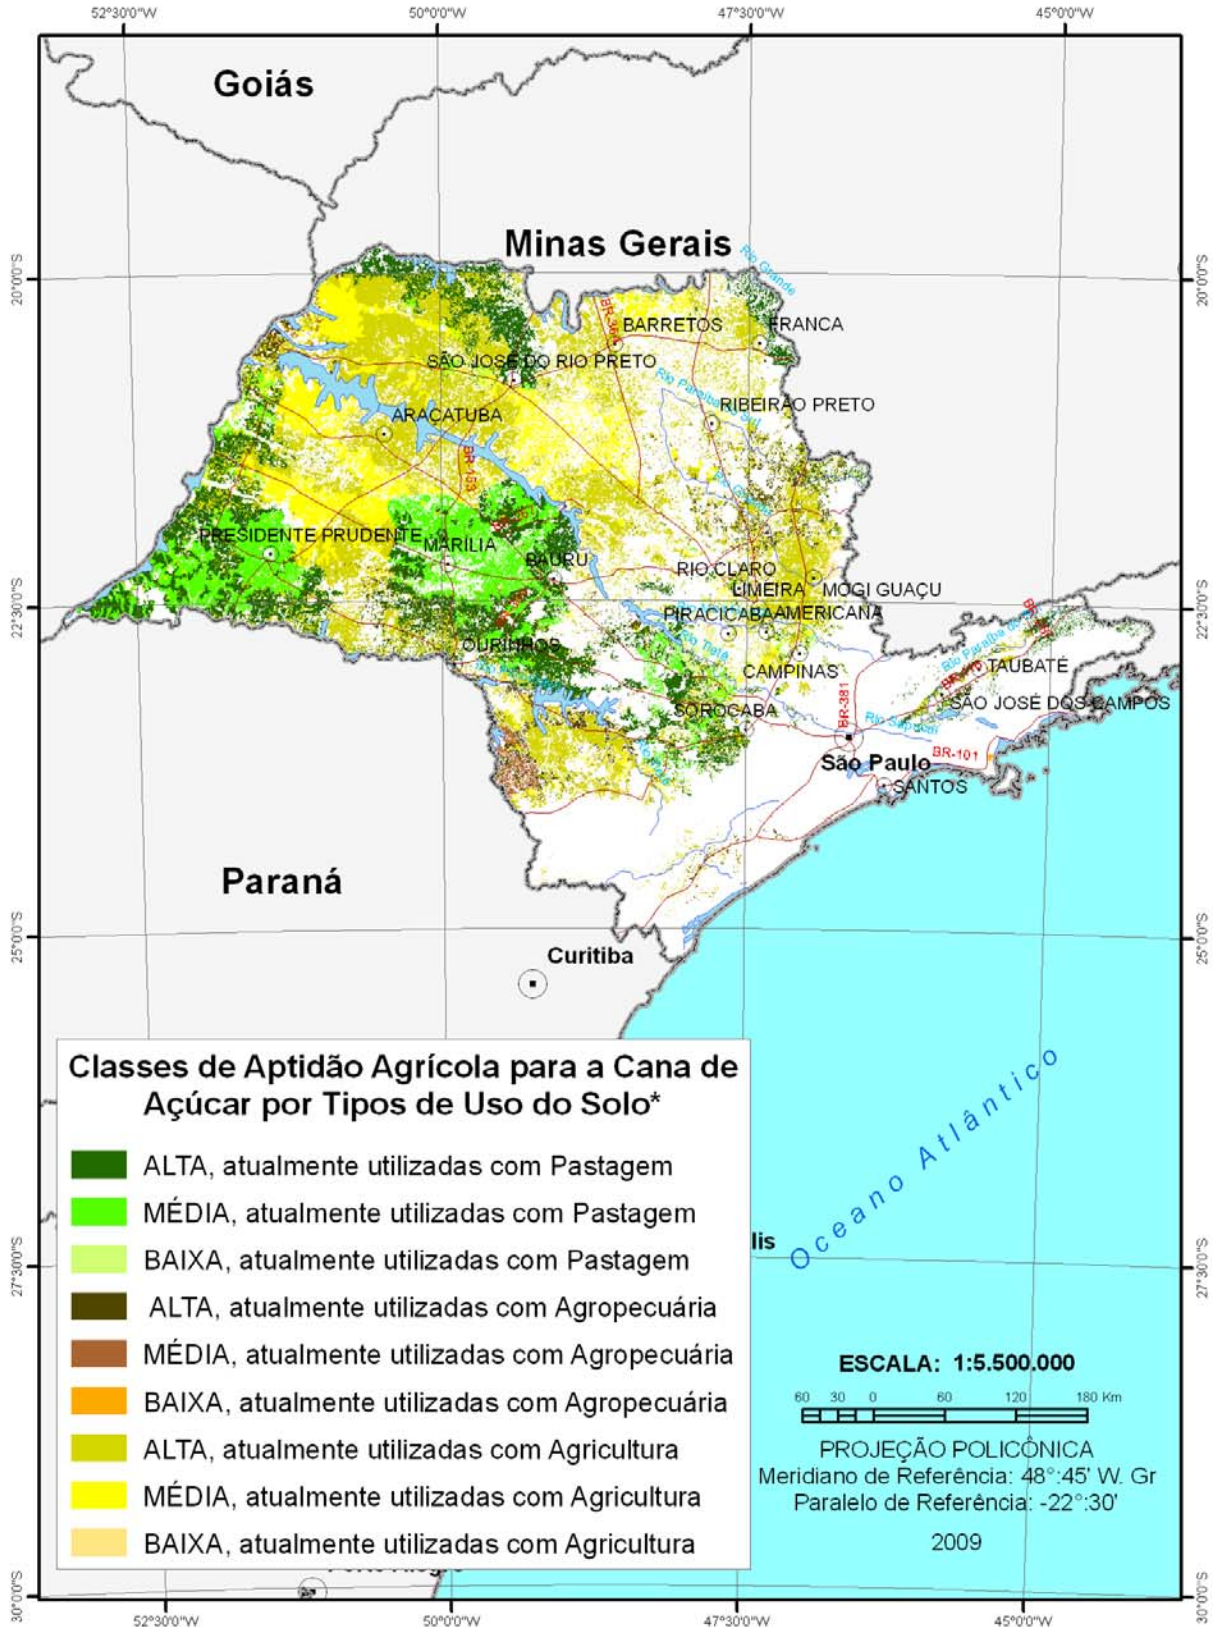 52°30'0"W 50°0'0"W 47°30'0"W 45°0'0"W
Goiás
Minas Gerais
Rio Grande
20°0'0"S
20°0'0"S
BARRETOS
FRANCA
SÃO JOSÉ DO RIO PRETO
RIBEIRÃO PRETO
ARAÇATUBA
BR-153
PRESIDENTE PRUDENTE
MARÍLIA
BAURU
RIO CLARO
LIMEIRA
MOGI GUAÇU
22°30'0"S
22°30'0"S
PIRACICABA
AMERICANA
OURINHOS
Rio Tietê
CAMPINAS
TAUBATÉ
SÃO JOSÉ DOS CAMPOS
SOROCABA
BR-381
Rio Sapucaí
BR-101
São Paulo
SANTOS
Paraná
25°0'0"S
25°0'0"S
Curitiba
Oceano Atlântico
Classes de Aptidão Agrícola para a Cana de
Açúcar por Tipos de Uso do Solo*
ALTA, atualmente utilizadas com Pastagem
MÉDIA, atualmente utilizadas com Pastagem
BAIXA, atualmente utilizadas com Pastagem
ALTA, atualmente utilizadas com Agropecuária
MÉDIA, atualmente utilizadas com Agropecuária
BAIXA, atualmente utilizadas com Agropecuária
ALTA, atualmente utilizadas com Agricultura
MÉDIA, atualmente utilizadas com Agricultura
BAIXA, atualmente utilizadas com Agricultura
lis
27°30'0"S
27°30'0"S
ESCALA: 1:5.500.000
60 30 0 60 120 180 Km
PROJEÇÃO POLICÔNICA
Meridiano de Referência: 48°:45' W. Gr
Paralelo de Referência: -22°:30'
2009
30°0'0"S
30°0'0"S
52°30'0"W 50°0'0"W 47°30'0"W 45°0'0"W